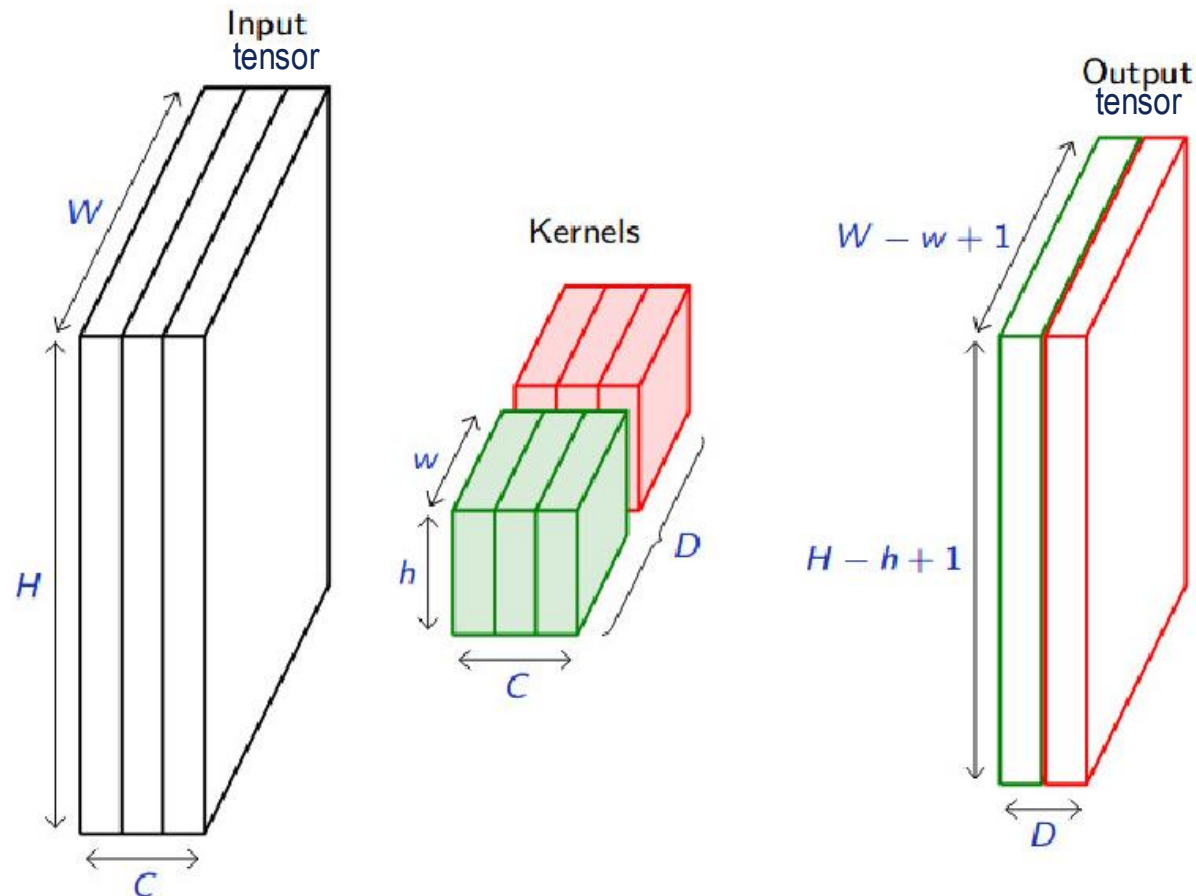 Input
tensor
W
H
C
Kernels
w
h
C
D
Output
tensor
W − w + 1
H − h + 1
D